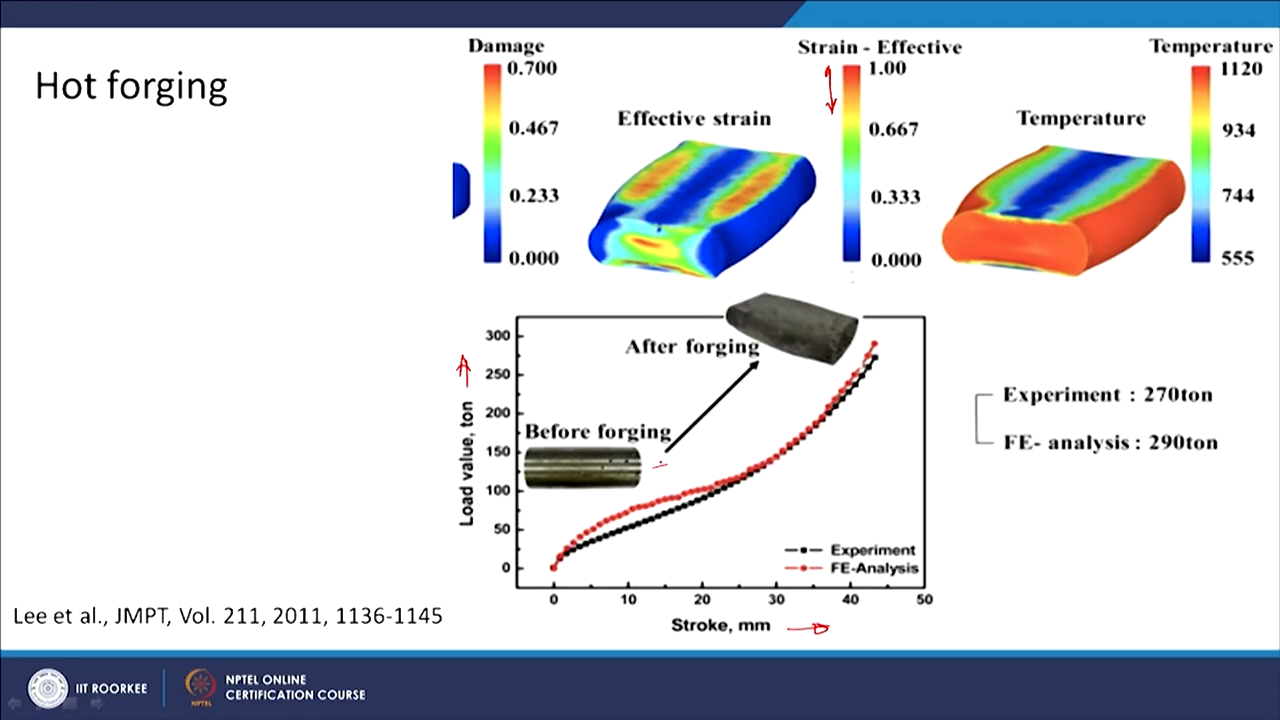 Hot forging
Damage
0.700
0.467
0.233
0.000
Effective strain
Strain - Effective
1.00
0.667
0.333
0.000
Temperature
Temperature
1120
934
744
555
300
250
200
150
100
50
0
Load value, ton
Before forging
After forging
Experiment
FE-Analysis
0 10 20 30 40 50
Stroke, mm
Experiment : 270ton
FE- analysis : 290ton
Lee et al., JMPT, Vol. 211, 2011, 1136-1145
IIT ROORKEE
NPTEL
NPTEL ONLINE
CERTIFICATION COURSE